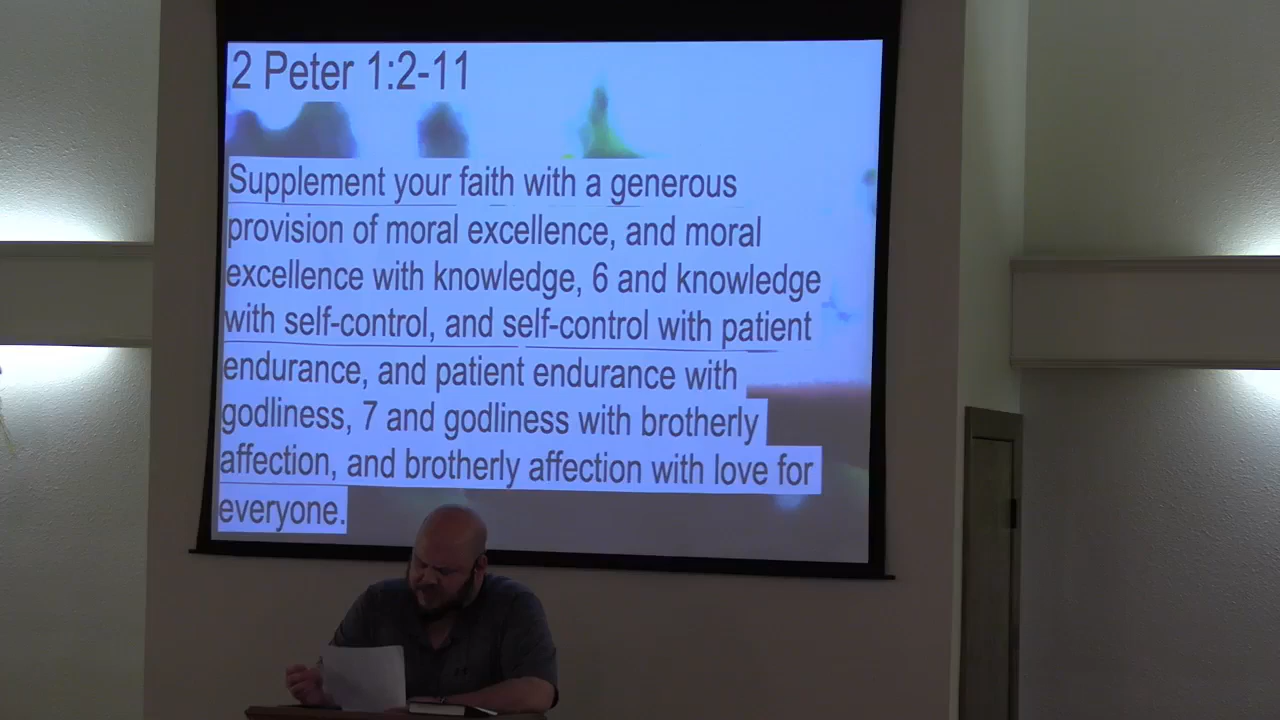 2 Peter 1:2-11
Supplement your faith with a generous
provision of moral excellence, and moral
excellence with knowledge, 6 and knowledge
with self-control, and self-control with patient
endurance, and patient endurance with
godliness, 7 and godliness with brotherly
affection, and brotherly affection with love for
everyone.